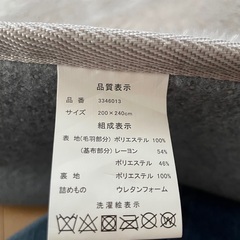 品質表示
品番 3348013
サイズ 200×240cm
組成表示
表地(毛羽部分)ポリエステル 100%
(基布部分)レーヨン 54%
ポリエステル 46%
裏地 ポリエステル 100%
詰めもの ウレタンフォーム
洗濯絵表示